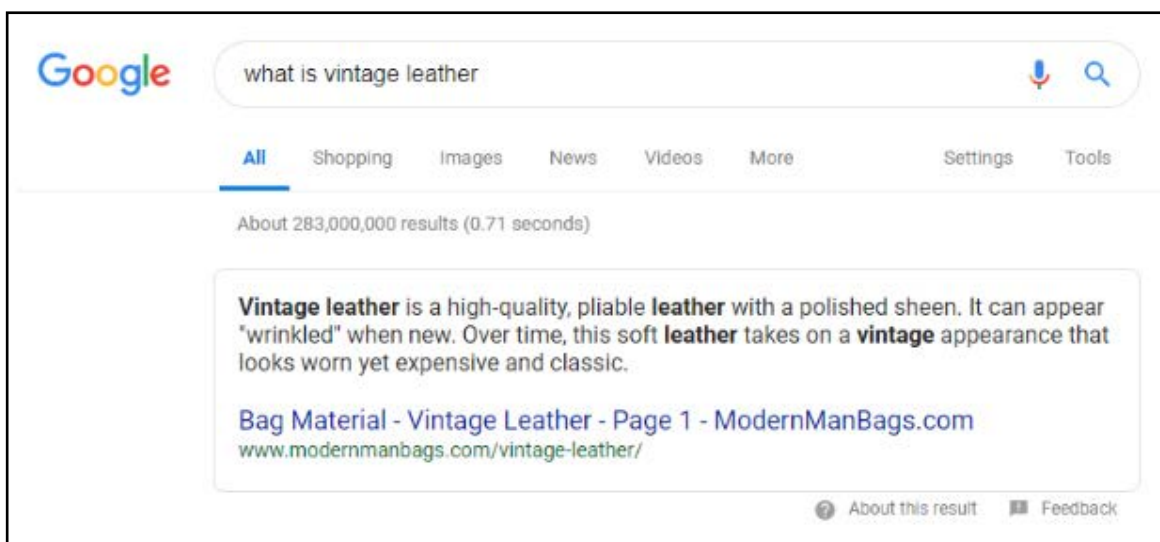 Google
what is vintage leather
All Shopping Images News Videos More Settings Tools
About 283,000,000 results (0.71 seconds)
Vintage leather is a high-quality, pliable leather with a polished sheen. It can appear
"wrinkled" when new. Over time, this soft leather takes on a vintage appearance that
looks worn yet expensive and classic.
Bag Material - Vintage Leather - Page 1 - ModernManBags.com
www.modernmanbags.com/vintage-leather/
About this result Feedback